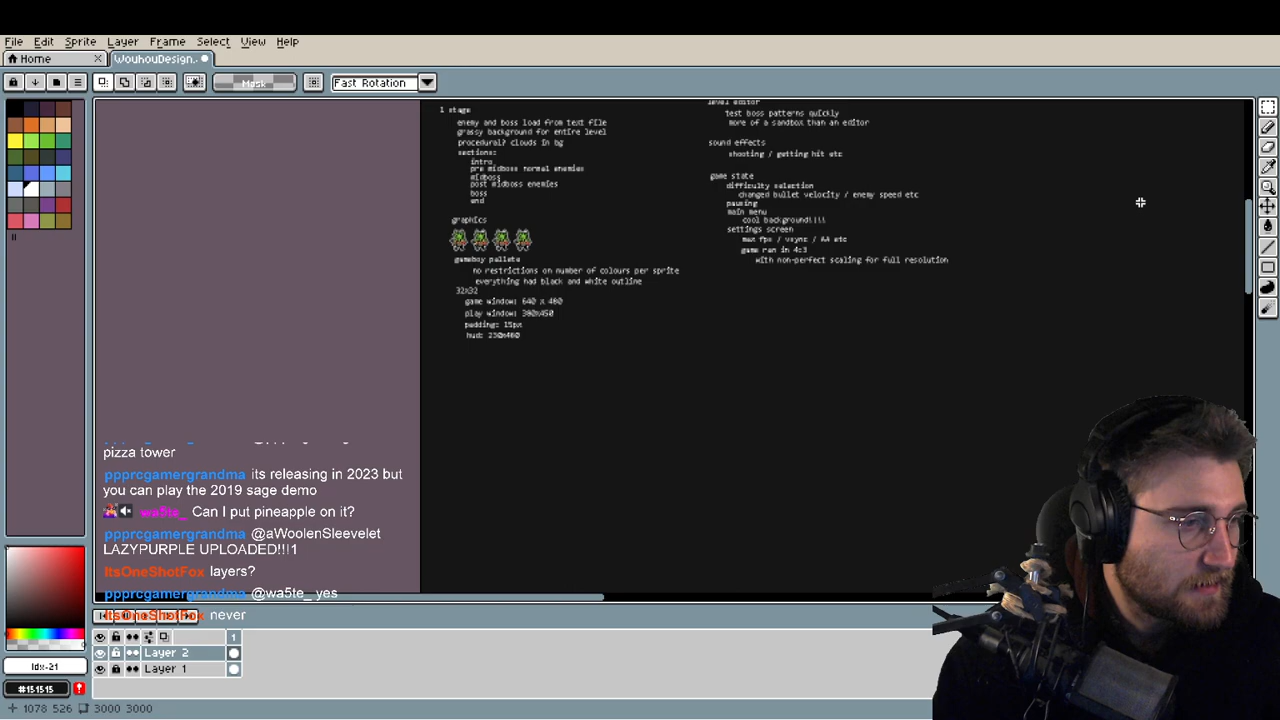 File Edit Sprite Layer Frame Select View Help
Home
WouhouDesign.
Mask
Fast Rotation
1 stage
enemy and boss load from text file
grassy background for entire level
procedural? clouds in bg
sections:
intro
pre midboss normal enemies
midboss
post midboss enemies
boss
end
graphics
gameboy pallete
no restrictions on number of colours per sprite
everything had black and white outline
32x32
game window: 640 x 480
play window: 380x450
padding: 15px
hud: 230x460
level editor
test boss patterns quickly
more of a sandbox than an editor
sound effects
shooting / getting hit etc
game state
difficulty selection
changed bullet velocity / enemy speed etc
pausing
main menu
cool background!!!!
settings screen
max fps / vsync / AA etc
game ran in 4:3
with non-perfect scaling for full resolution
pizza tower
ppprcgamergrandma its releasing in 2023 but
you can play the 2019 sage demo
wa5te_ Can I put pineapple on it?
ppprcgamergrandma @aWoolenSleevelet
LAZYPURPLE UPLOADED!!!1
ItsOneShotFox layers?
ppprcgamergrandma @wa5te_ yes
ItsOneShotFox never
1
Layer 2
Layer 1
Idx-21
#151515
1078 526 3000 3000